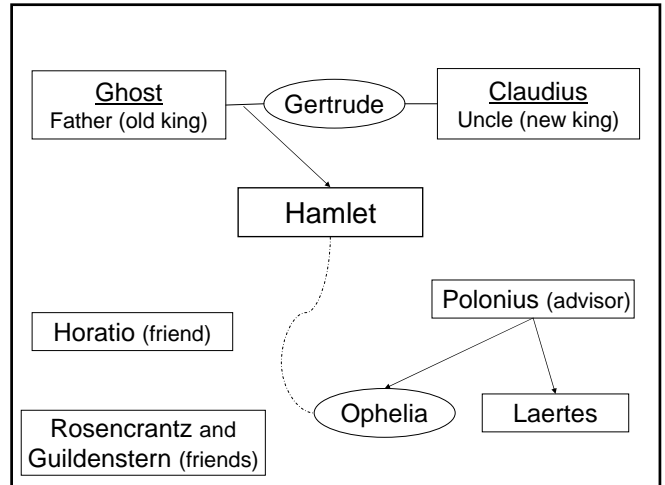 Ghost
Father (old king)
Gertrude
Claudius
Uncle (new king)
Hamlet
Polonius (advisor)
Horatio (friend)
Ophelia
Laertes
Rosencrantz and
Guildenstern (friends)